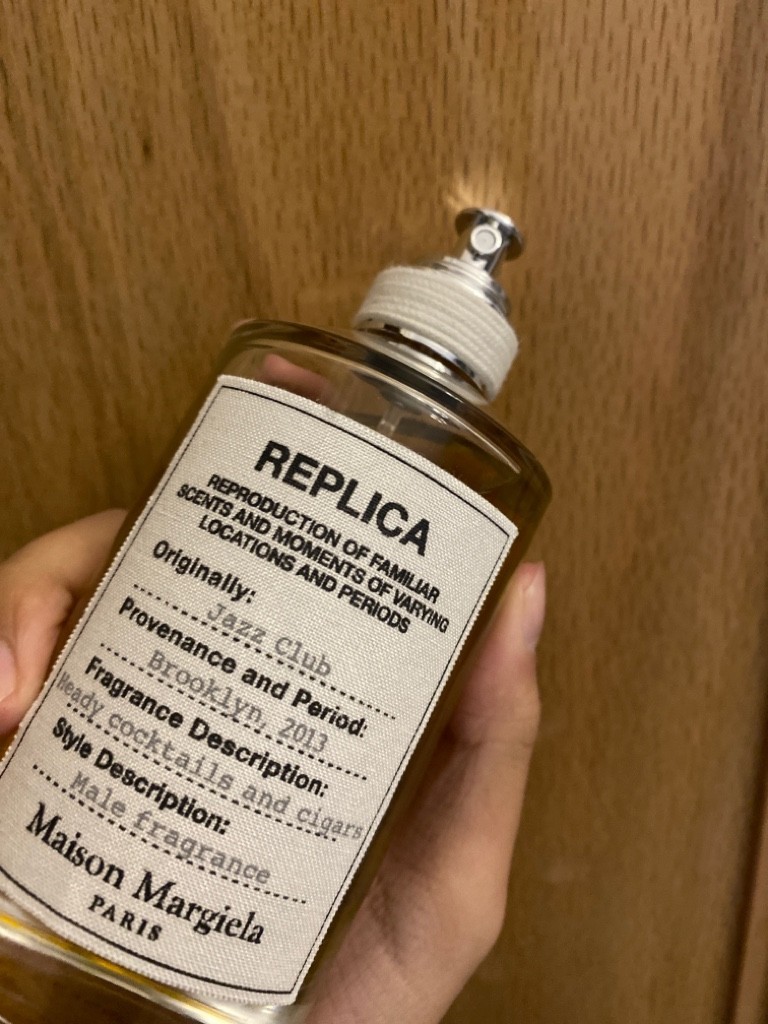 REPLICA
REPRODUCTION OF FAMILIAR
SCENTS AND MOMENTS OF VARYING
LOCATIONS AND PERIODS
Originally:
Jazz Club
Provenance and Period:
Brooklyn, 2013
Fragrance Description:
Heady cocktails and cigars
Style Description:
Male fragrance
Maison Margiela
PARIS